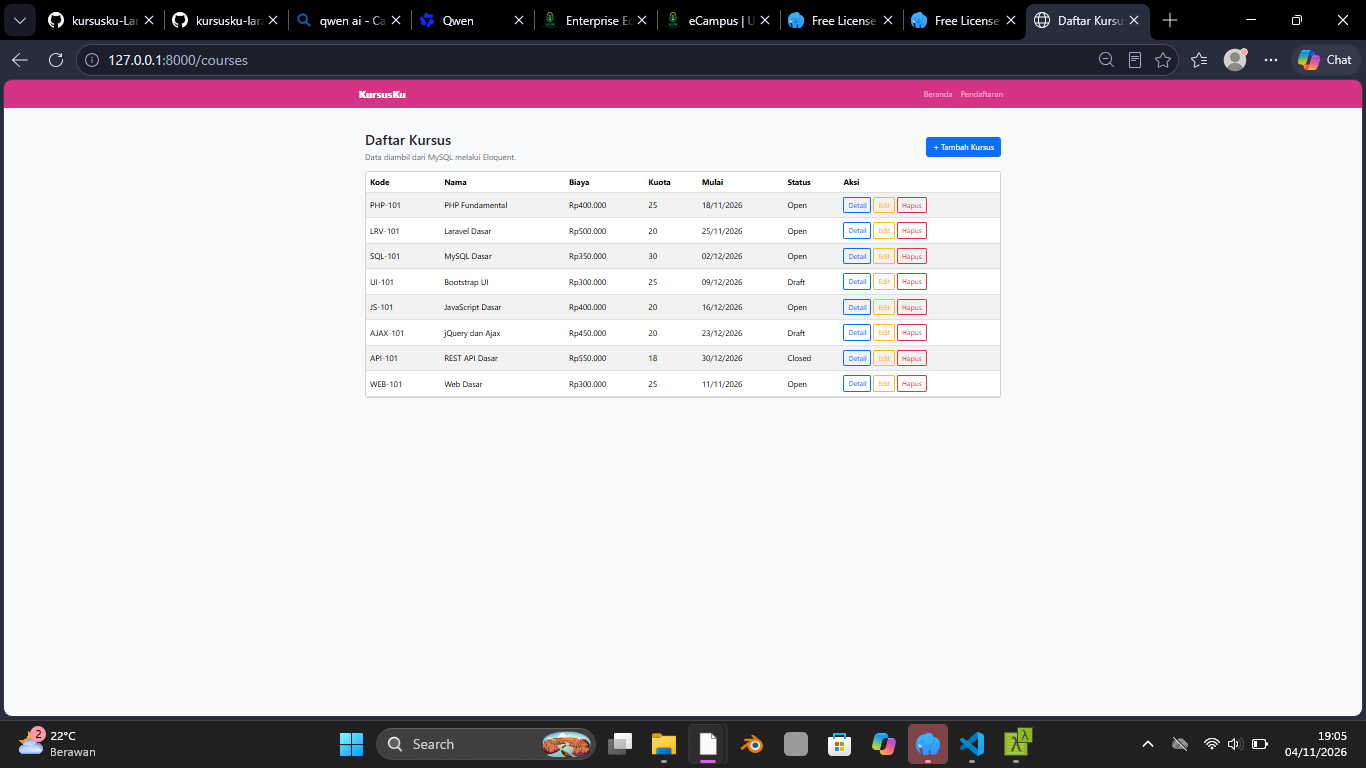 kursusku-Lar
kursusku-lara
qwen ai - Ca
Qwen
Enterprise Ec
eCampus | U
Free License
Free License
Daftar Kursu
127.0.0.1:8000/courses
Chat
KursusKu
Beranda Pendaftaran
Daftar Kursus
Data diambil dari MySQL melalui Eloquent.
+ Tambah Kursus
Kode Nama Biaya Kuota Mulai Status Aksi
PHP-101 PHP Fundamental Rp400.000 25 18/11/2026 Open Detail Edit Hapus
LRV-101 Laravel Dasar Rp500.000 20 25/11/2026 Open Detail Edit Hapus
SQL-101 MySQL Dasar Rp350.000 30 02/12/2026 Open Detail Edit Hapus
UI-101 Bootstrap UI Rp300.000 25 09/12/2026 Draft Detail Edit Hapus
JS-101 JavaScript Dasar Rp400.000 20 16/12/2026 Open Detail Edit Hapus
AJAX-101 jQuery dan Ajax Rp450.000 20 23/12/2026 Draft Detail Edit Hapus
API-101 REST API Dasar Rp550.000 18 30/12/2026 Closed Detail Edit Hapus
WEB-101 Web Dasar Rp300.000 25 11/11/2026 Open Detail Edit Hapus
2
22°C
Berawan
Search
19:05
04/11/2026